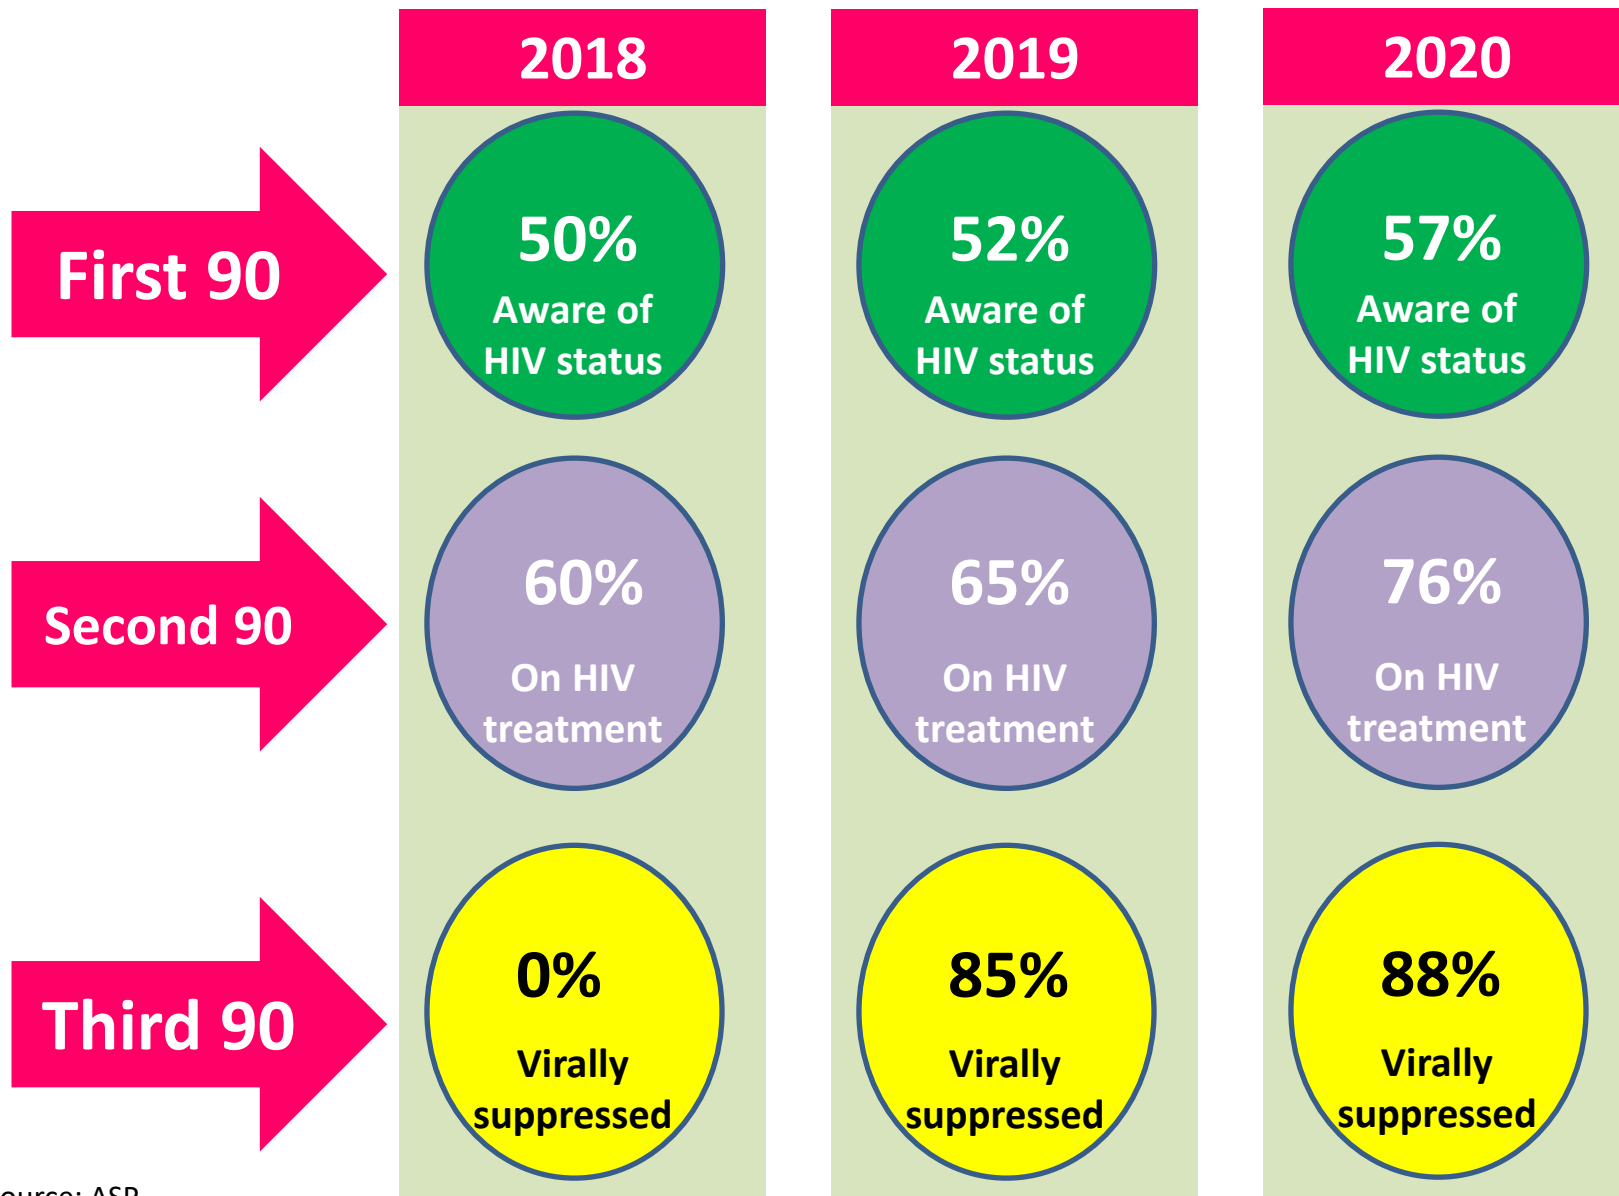 2018 2019 2020
First 90
50% 52% 57%
Aware of Aware of Aware of
HIV status HIV status HIV status
Second 90
60% 65% 76%
On HIV On HIV On HIV
treatment treatment treatment
Third 90
0% 85% 88%
Virally Virally Virally
suppressed suppressed suppressed